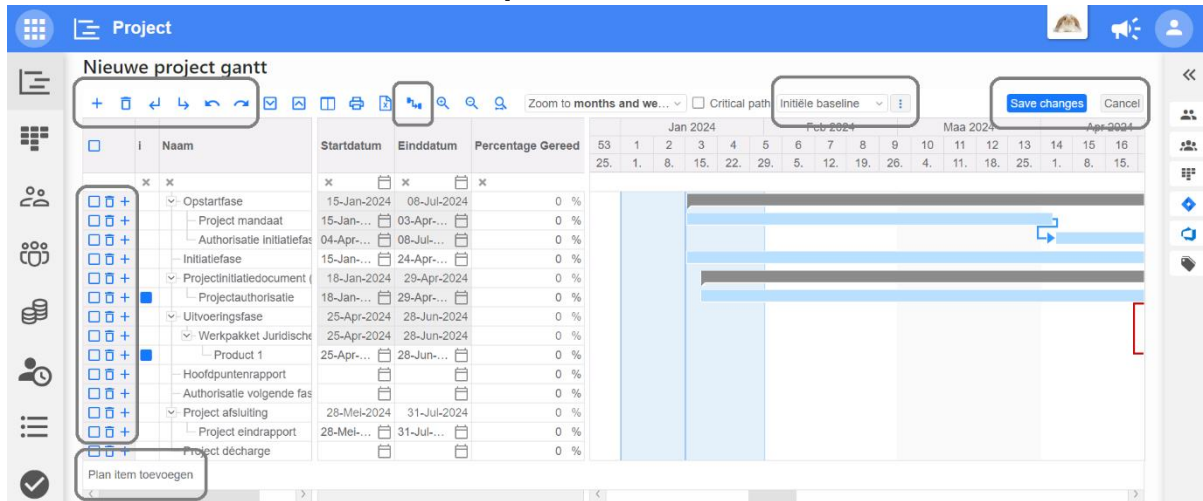 Project
Nieuwe project gantt
Zoom to months and we... Critical path Initiële baseline Save changes Cancel
Jan 2024 Feb 2024 Maa 2024 Apr 2024
i Naam Startdatum Einddatum Percentage Gereed 53 1 2 3 4 5 6 7 8 9 10 11 12 13 14 15 16
25. 1. 8. 15. 22. 29. 5. 12. 19. 26. 4. 11. 18. 25. 1. 8. 15.
Opstartfase 15-Jan-2024 08-Jul-2024 0 %
Project mandaat 15-Jan-... 03-Apr-... 0 %
Authorisatie initiatiefas 04-Apr-... 08-Jul-... 0 %
Initiatiefase 15-Jan-... 24-Apr-... 0 %
Projectinitiatiedocument ( 18-Jan-2024 29-Apr-2024 0 %
Projectauthorisatie 18-Jan-... 29-Apr-... 0 %
Uitvoeringsfase 25-Apr-2024 28-Jun-2024 0 %
Werkpakket Juridische 25-Apr-2024 28-Jun-2024 0 %
Product 1 25-Apr-... 28-Jun-... 0 %
Hoofdpuntenrapport 0 %
Authorisatie volgende fas 0 %
Project afsluiting 28-Mei-2024 31-Jul-2024 0 %
Project eindrapport 28-Mei-... 31-Jul-... 0 %
Project décharge 0 %
Plan item toevoegen